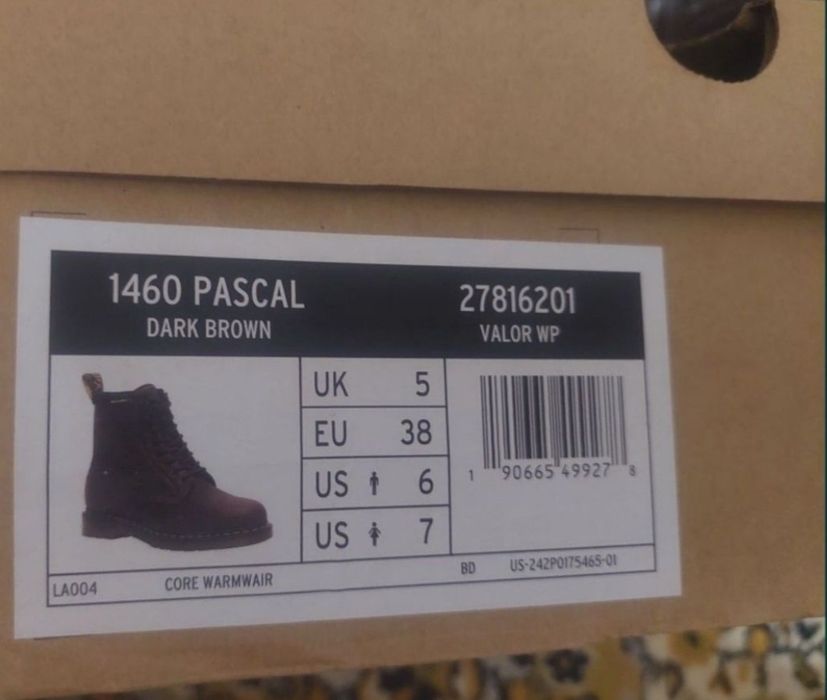 1460 PASCAL
DARK BROWN
27816201
VALOR WP
UK 5
EU 38
US 6
US 7
1 90665 49927 8
LA004 CORE WARMWAIR BD US-242P0175465-01